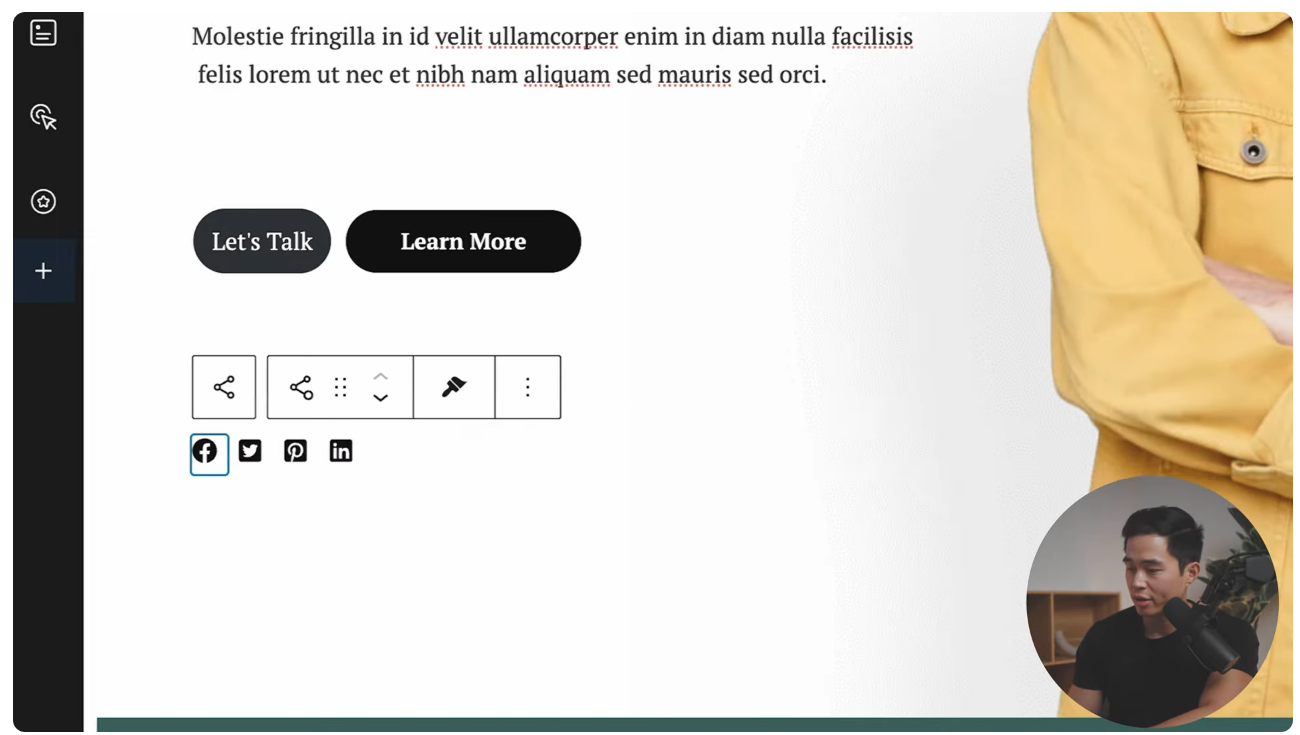 Molestie fringilla in id velit ullamcorper enim in diam nulla facilisis
felis lorem ut nec et nibh nam aliquam sed mauris sed orci.
Let's Talk
Learn More